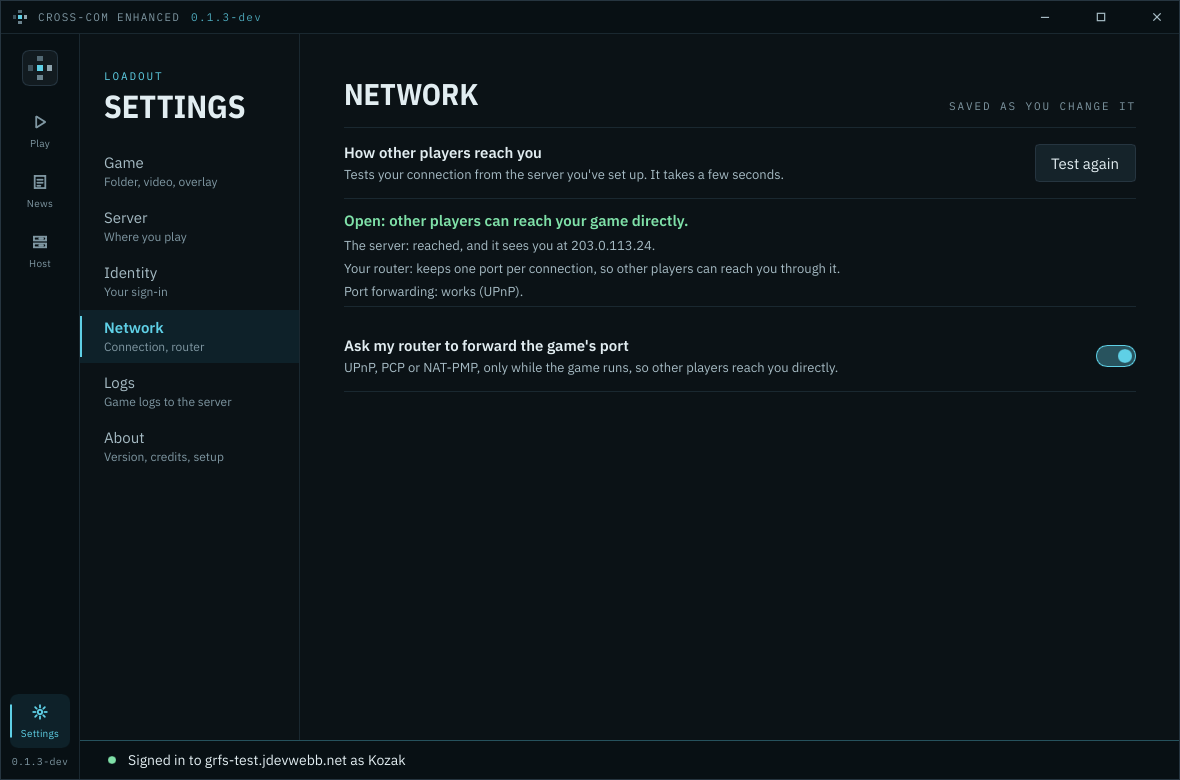 CROSS-COM ENHANCED 0.1.3-dev
Play
News
Host
Settings
0.1.3-dev
LOADOUT
SETTINGS
Game
Folder, video, overlay
Server
Where you play
Identity
Your sign-in
Network
Connection, router
Logs
Game logs to the server
About
Version, credits, setup
NETWORK
SAVED AS YOU CHANGE IT
How other players reach you
Tests your connection from the server you've set up. It takes a few seconds.
Test again
Open: other players can reach your game directly.
The server: reached, and it sees you at 203.0.113.24.
Your router: keeps one port per connection, so other players can reach you through it.
Port forwarding: works (UPnP).
Ask my router to forward the game's port
UPnP, PCP or NAT-PMP, only while the game runs, so other players reach you directly.
Signed in to grfs-test.jdevwebb.net as Kozak